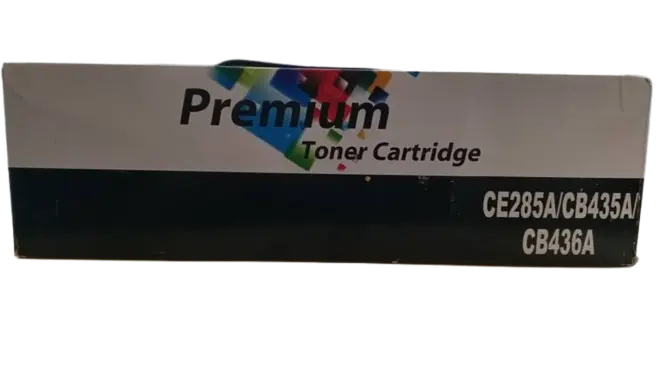 Premium
Toner Cartridge
CE285A/CB435A/
CB436A